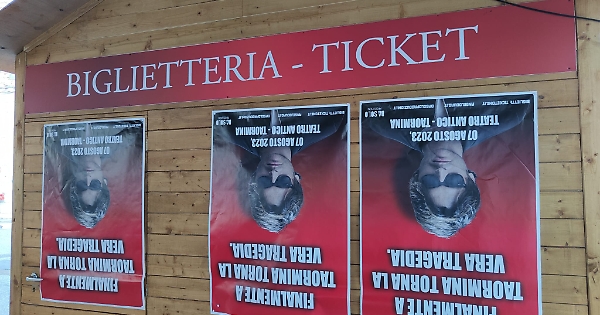 BIGLIETTERIA - TICKET
FINALMENTE A
TAORMINA TORNA LA
VERA TRAGEDIA.
07 AGOSTO 2023,
TEATRO ANTICO - TAORMINA
FINALMENTE A
TAORMINA TORNA LA
VERA TRAGEDIA.
07 AGOSTO 2023,
TEATRO ANTICO - TAORMINA
FINALMENTE A
TAORMINA TORNA LA
VERA TRAGEDIA.
07 AGOSTO 2023,
TEATRO ANTICO - TAORMINA